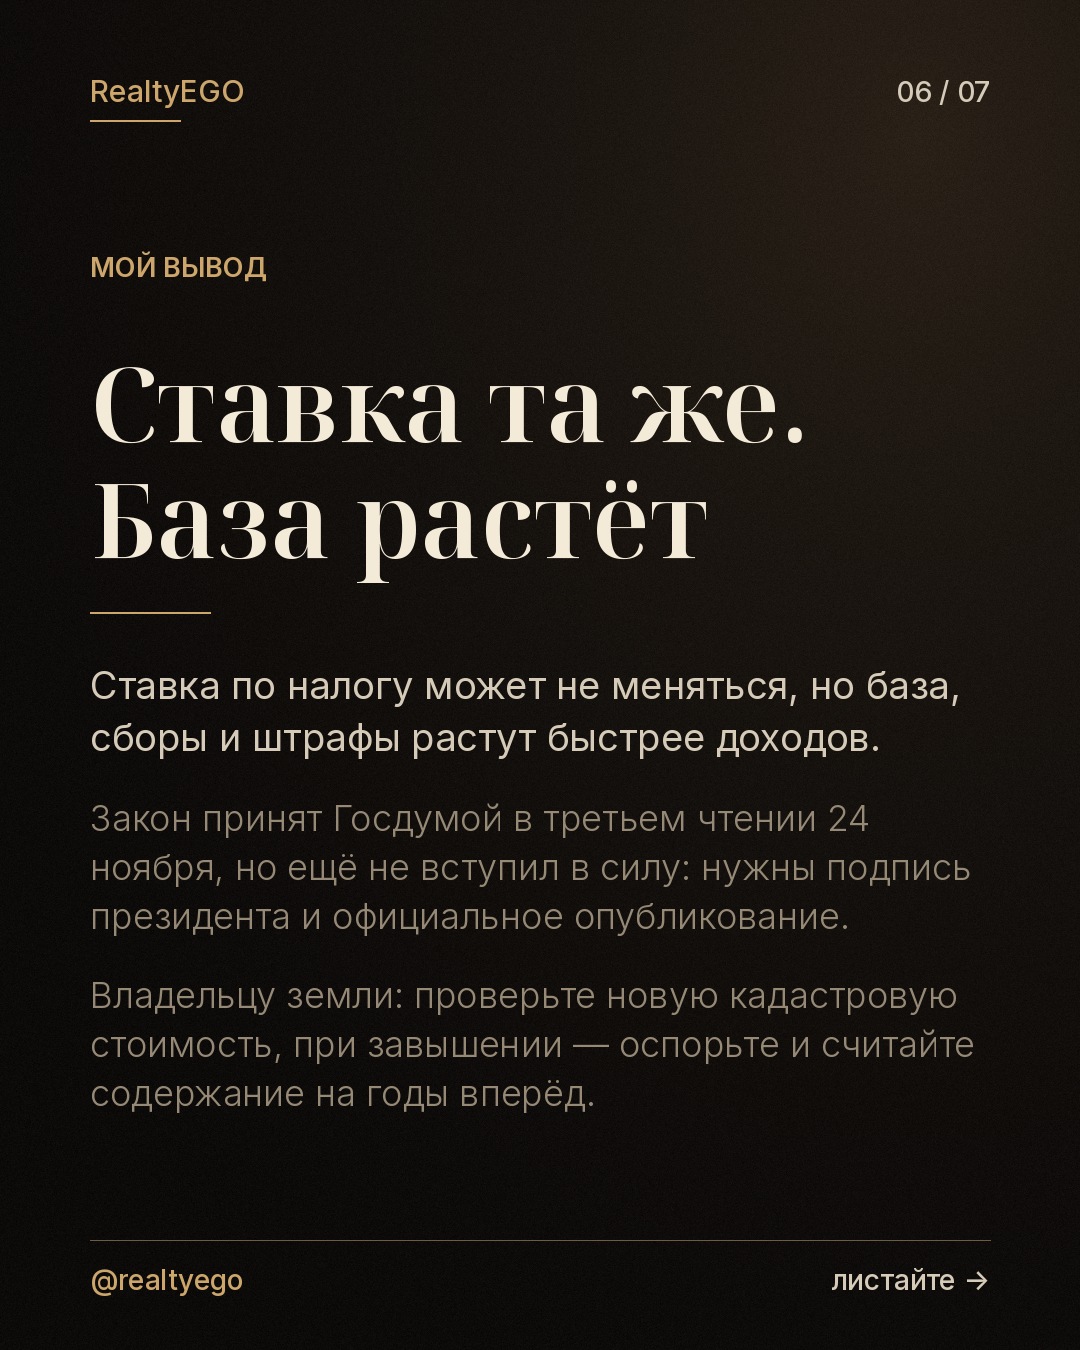 RealtyEGO
06 / 07
МОЙ ВЫВОД
Ставка та же.
База растёт
Ставка по налогу может не меняться, но база,
сборы и штрафы растут быстрее доходов.
Закон принят Госдумой в третьем чтении 24
ноября, но ещё не вступил в силу: нужны подпись
президента и официальное опубликование.
Владельцу земли: проверьте новую кадастровую
стоимость, при завышении — оспорьте и считайте
содержание на годы вперёд.
@realtyego
листайте →